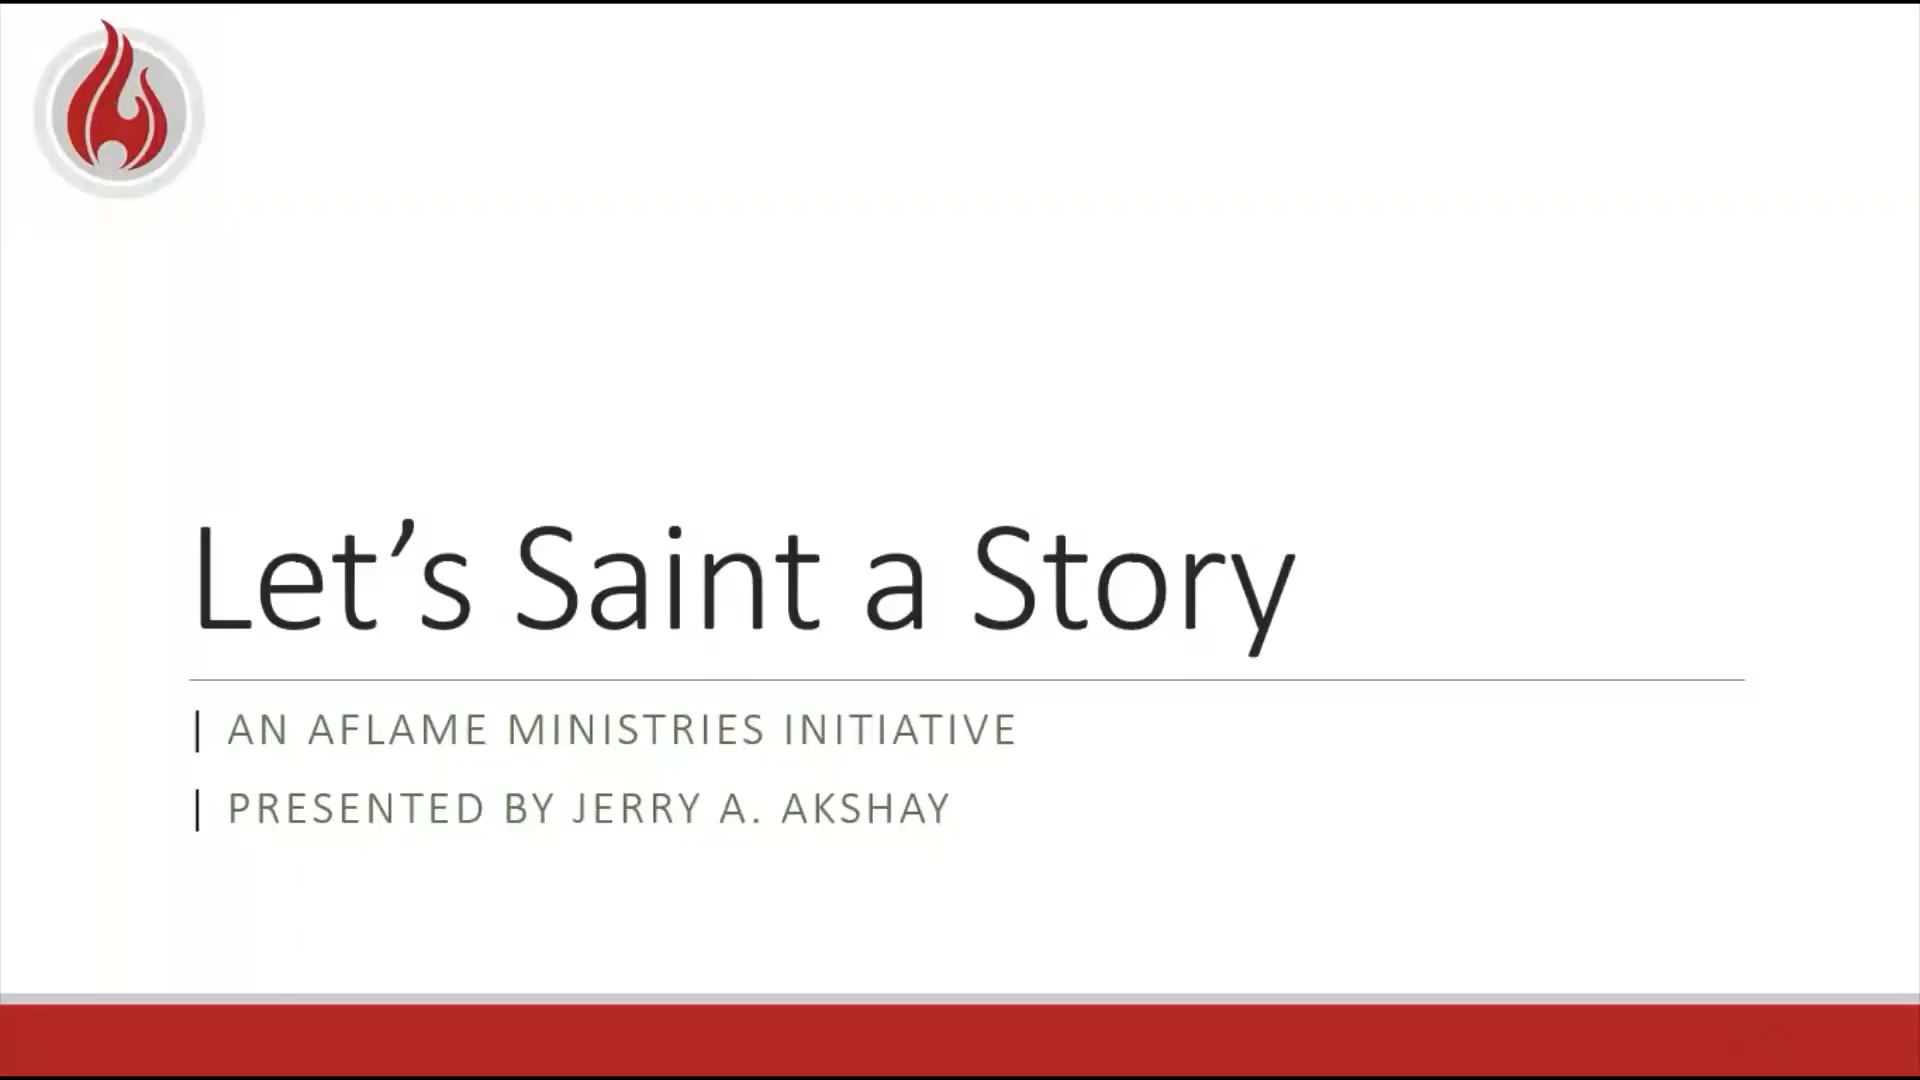 Let’s Saint a Story
| AN AFLAME MINISTRIES INITIATIVE
| PRESENTED BY JERRY A. AKSHAY